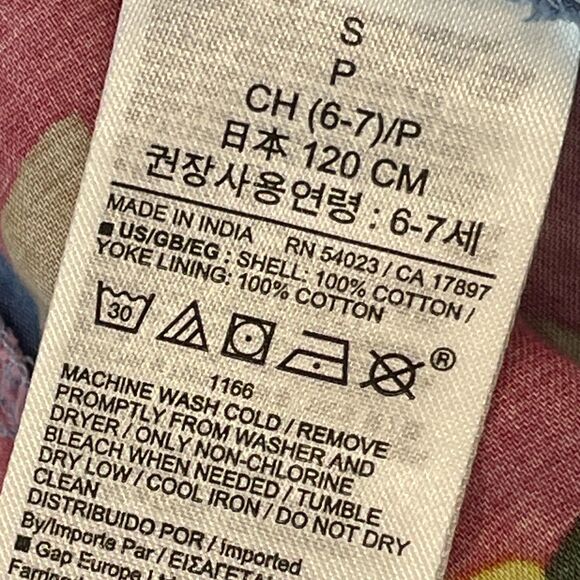 S
P
CH (6-7)/P
日本 120 CM
권장사용연령 : 6-7세
MADE IN INDIA RN 54023 / CA 17897
■ US/GB/EG : SHELL: 100% COTTON /
YOKE LINING: 100% COTTON
30
®
1166
MACHINE WASH COLD / REMOVE
PROMPTLY FROM WASHER AND
DRYER / ONLY NON-CHLORINE
BLEACH WHEN NEEDED / TUMBLE
DRY LOW / COOL IRON / DO NOT DRY
CLEAN
DISTRIBUIDO POR / Imported
By/Importe Par / ΕΙΣΑΓΕΤΑΙ
■ Gap Europe